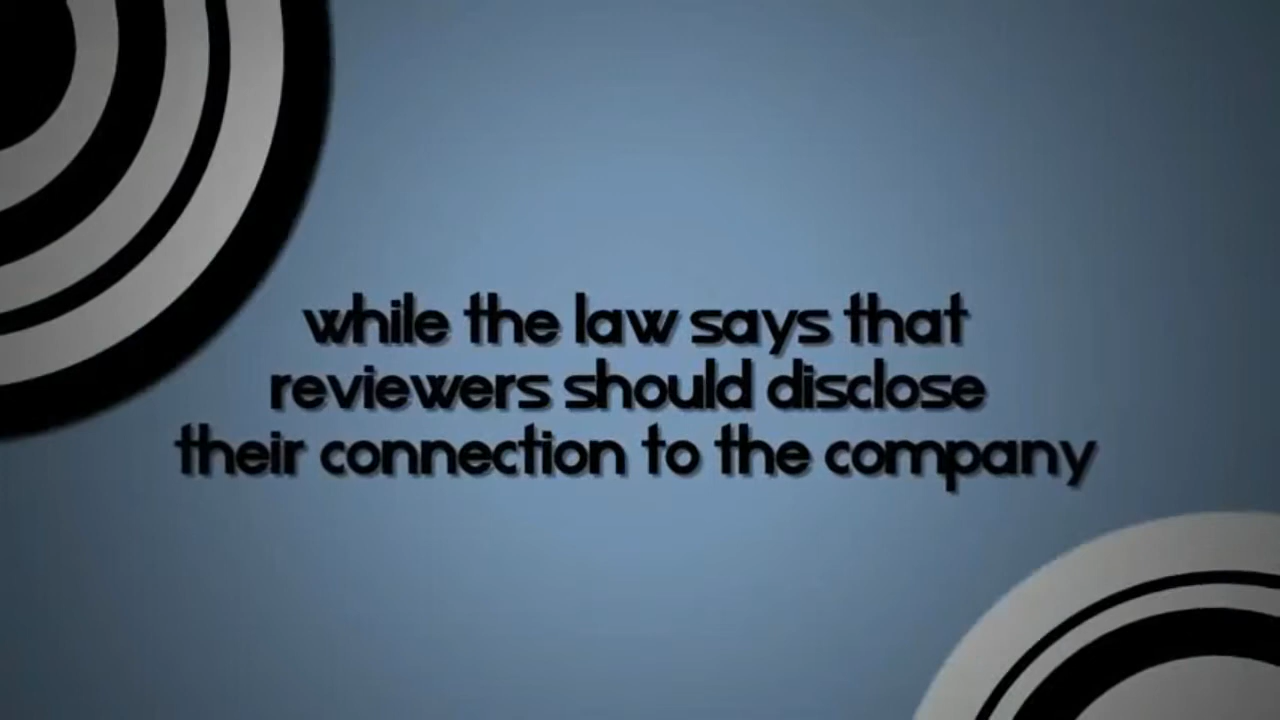 while the law says that
reviewers should disclose
their connection to the company